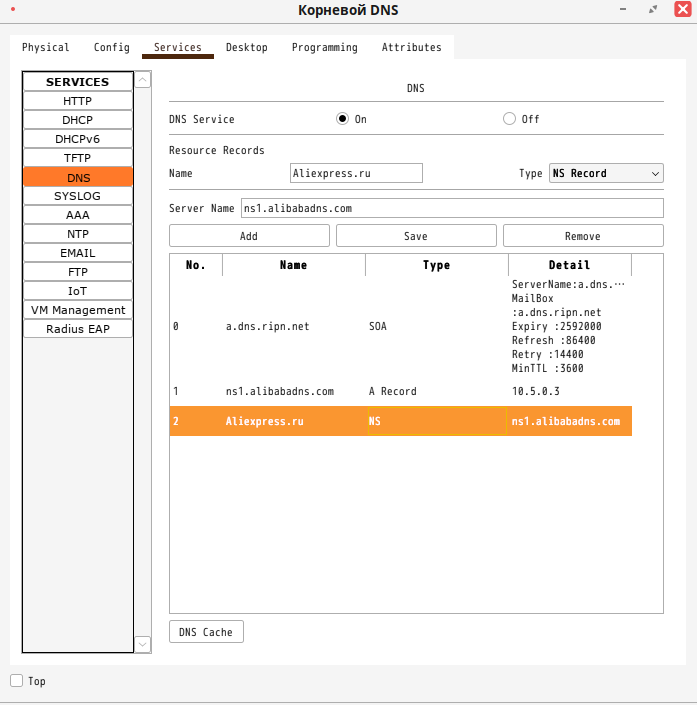 Корневой DNS
Physical Config Services Desktop Programming Attributes
SERVICES
HTTP
DHCP
DHCPv6
TFTP
DNS
SYSLOG
AAA
NTP
EMAIL
FTP
IoT
VM Management
Radius EAP
DNS
DNS Service On Off
Resource Records
Name Aliexpress.ru Type NS Record
Server Name ns1.alibabadns.com
Add Save Remove
No. Name Type Detail
0 a.dns.ripn.net SOA
ServerName:a.dns.…
MailBox
:a.dns.ripn.net
Expiry :2592000
Refresh :86400
Retry :14400
MinTTL :3600
1 ns1.alibabadns.com A Record 10.5.0.3
2 Aliexpress.ru NS ns1.alibabadns.com
DNS Cache
Top